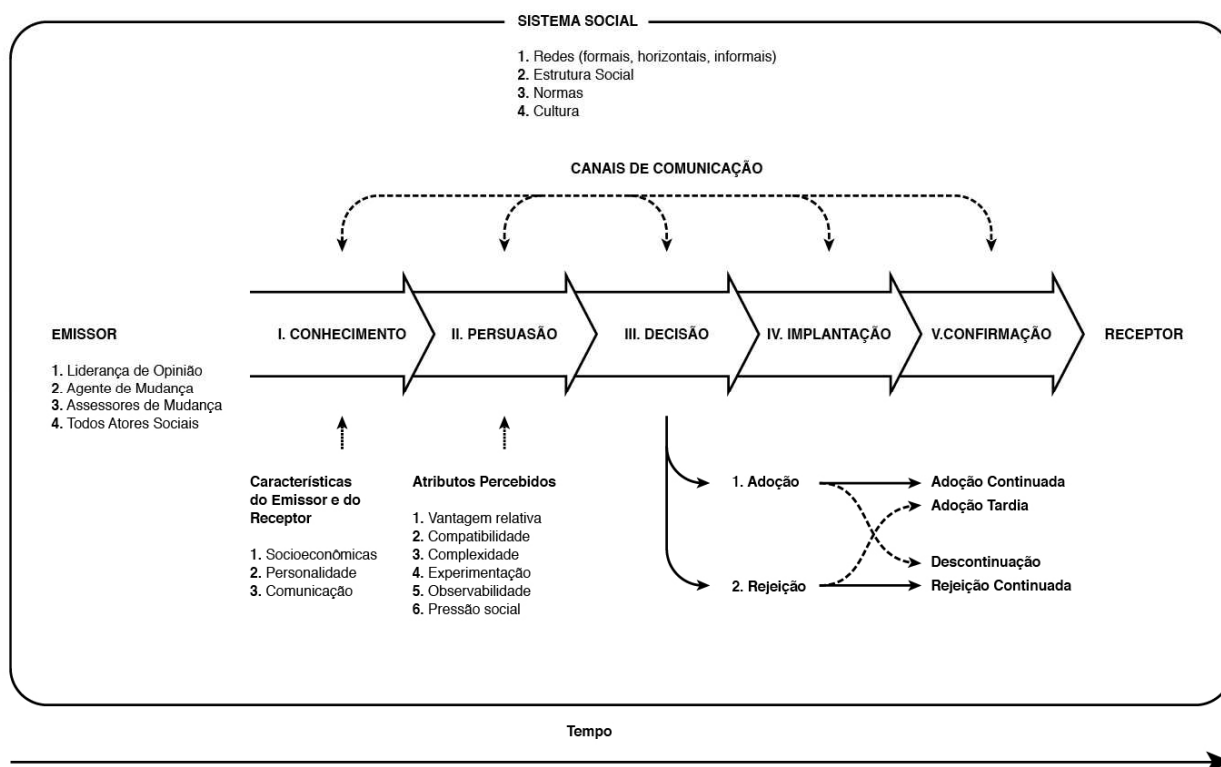 SISTEMA SOCIAL
1. Redes (formais, horizontais, informais)
2. Estrutura Social
3. Normas
4. Cultura
CANAIS DE COMUNICAÇÃO
EMISSOR
1. Liderança de Opinião
2. Agente de Mudança
3. Assessores de Mudança
4. Todos Atores Sociais
I. CONHECIMENTO
II. PERSUASÃO
III. DECISÃO
IV. IMPLANTAÇÃO
V.CONFIRMAÇÃO
RECEPTOR
Características
do Emissor e do
Receptor
1. Socioeconômicas
2. Personalidade
3. Comunicação
Atributos Percebidos
1. Vantagem relativa
2. Compatibilidade
3. Complexidade
4. Experimentação
5. Observabilidade
6. Pressão social
1. Adoção
2. Rejeição
Adoção Continuada
Adoção Tardia
Descontinuação
Rejeição Continuada
Tempo